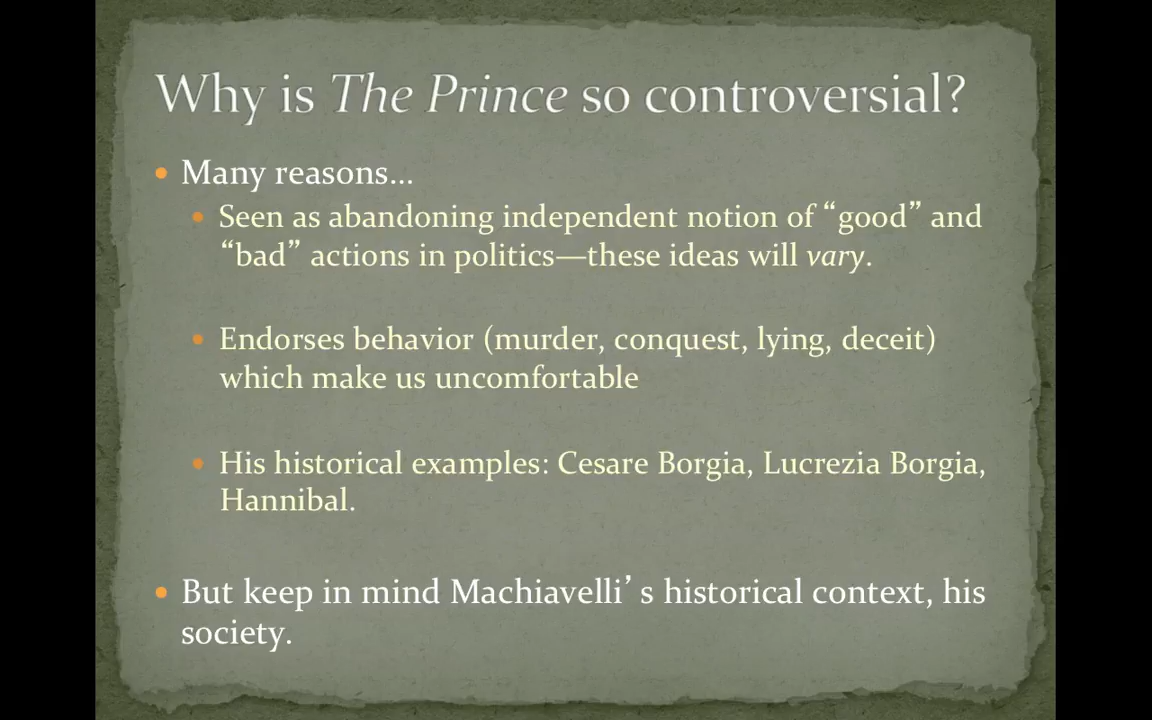 Why is The Prince so controversial?
Many reasons…
Seen as abandoning independent notion of “good” and
“bad” actions in politics—these ideas will vary.
Endorses behavior (murder, conquest, lying, deceit)
which make us uncomfortable
His historical examples: Cesare Borgia, Lucrezia Borgia,
Hannibal.
But keep in mind Machiavelli’s historical context, his
society.